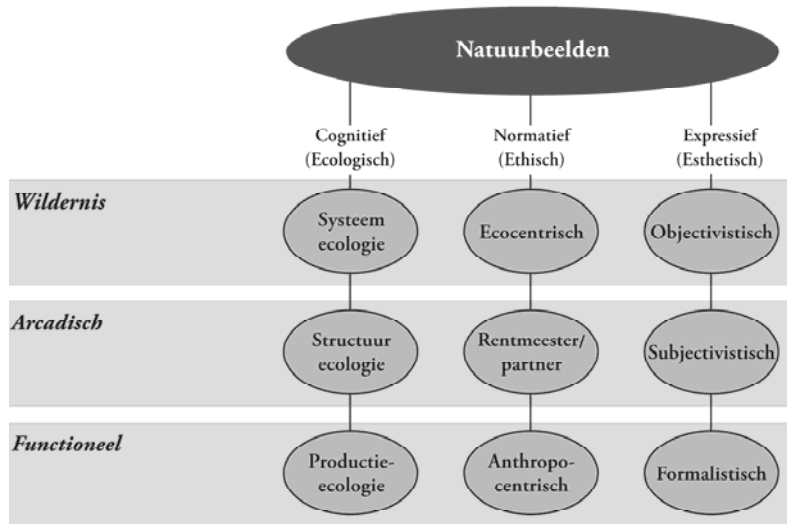 Natuurbeelden
Cognitief
(Ecologisch)
Normatief
(Ethisch)
Expressief
(Esthetisch)
Wildernis
Systeem
ecologie
Ecocentrisch
Objectivistisch
Arcadisch
Structuur
ecologie
Rentmeester/
partner
Subjectivistisch
Functioneel
Productie-
ecologie
Anthropo-
centrisch
Formalistisch